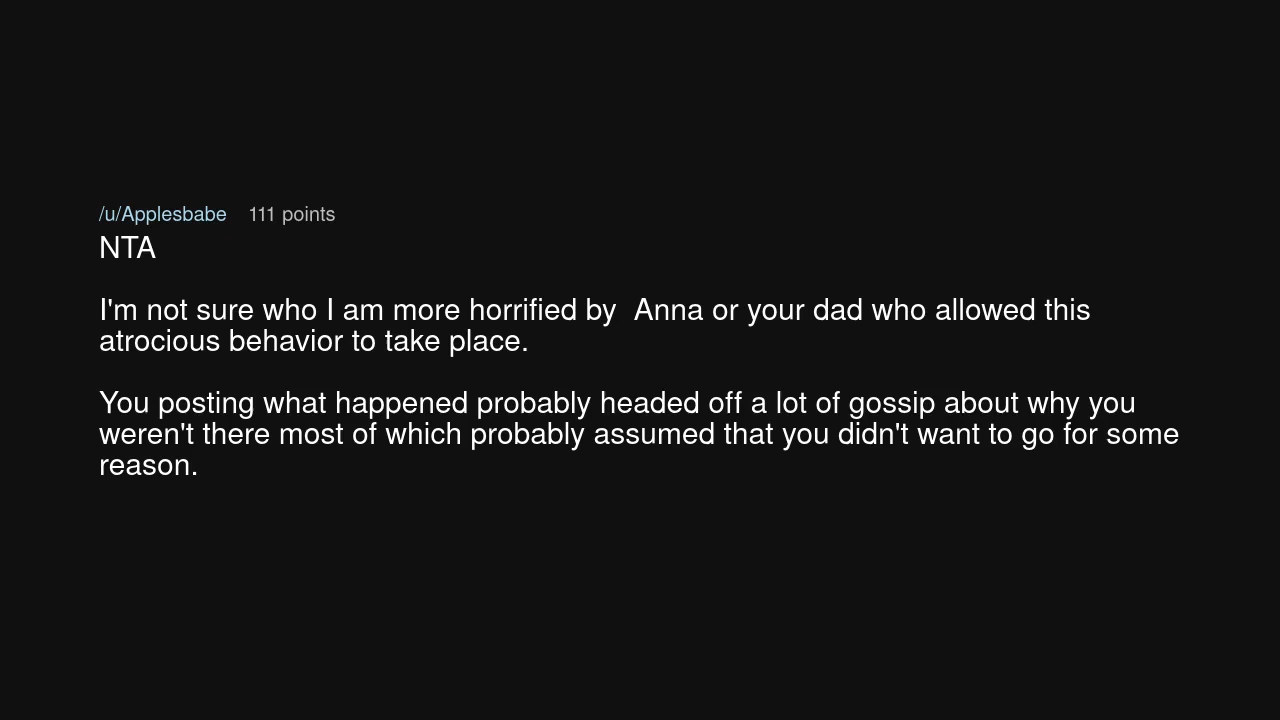 /u/Applesbabe 111 points
NTA
I'm not sure who I am more horrified by  Anna or your dad who allowed this
atrocious behavior to take place.
You posting what happened probably headed off a lot of gossip about why you
weren't there most of which probably assumed that you didn't want to go for some
reason.